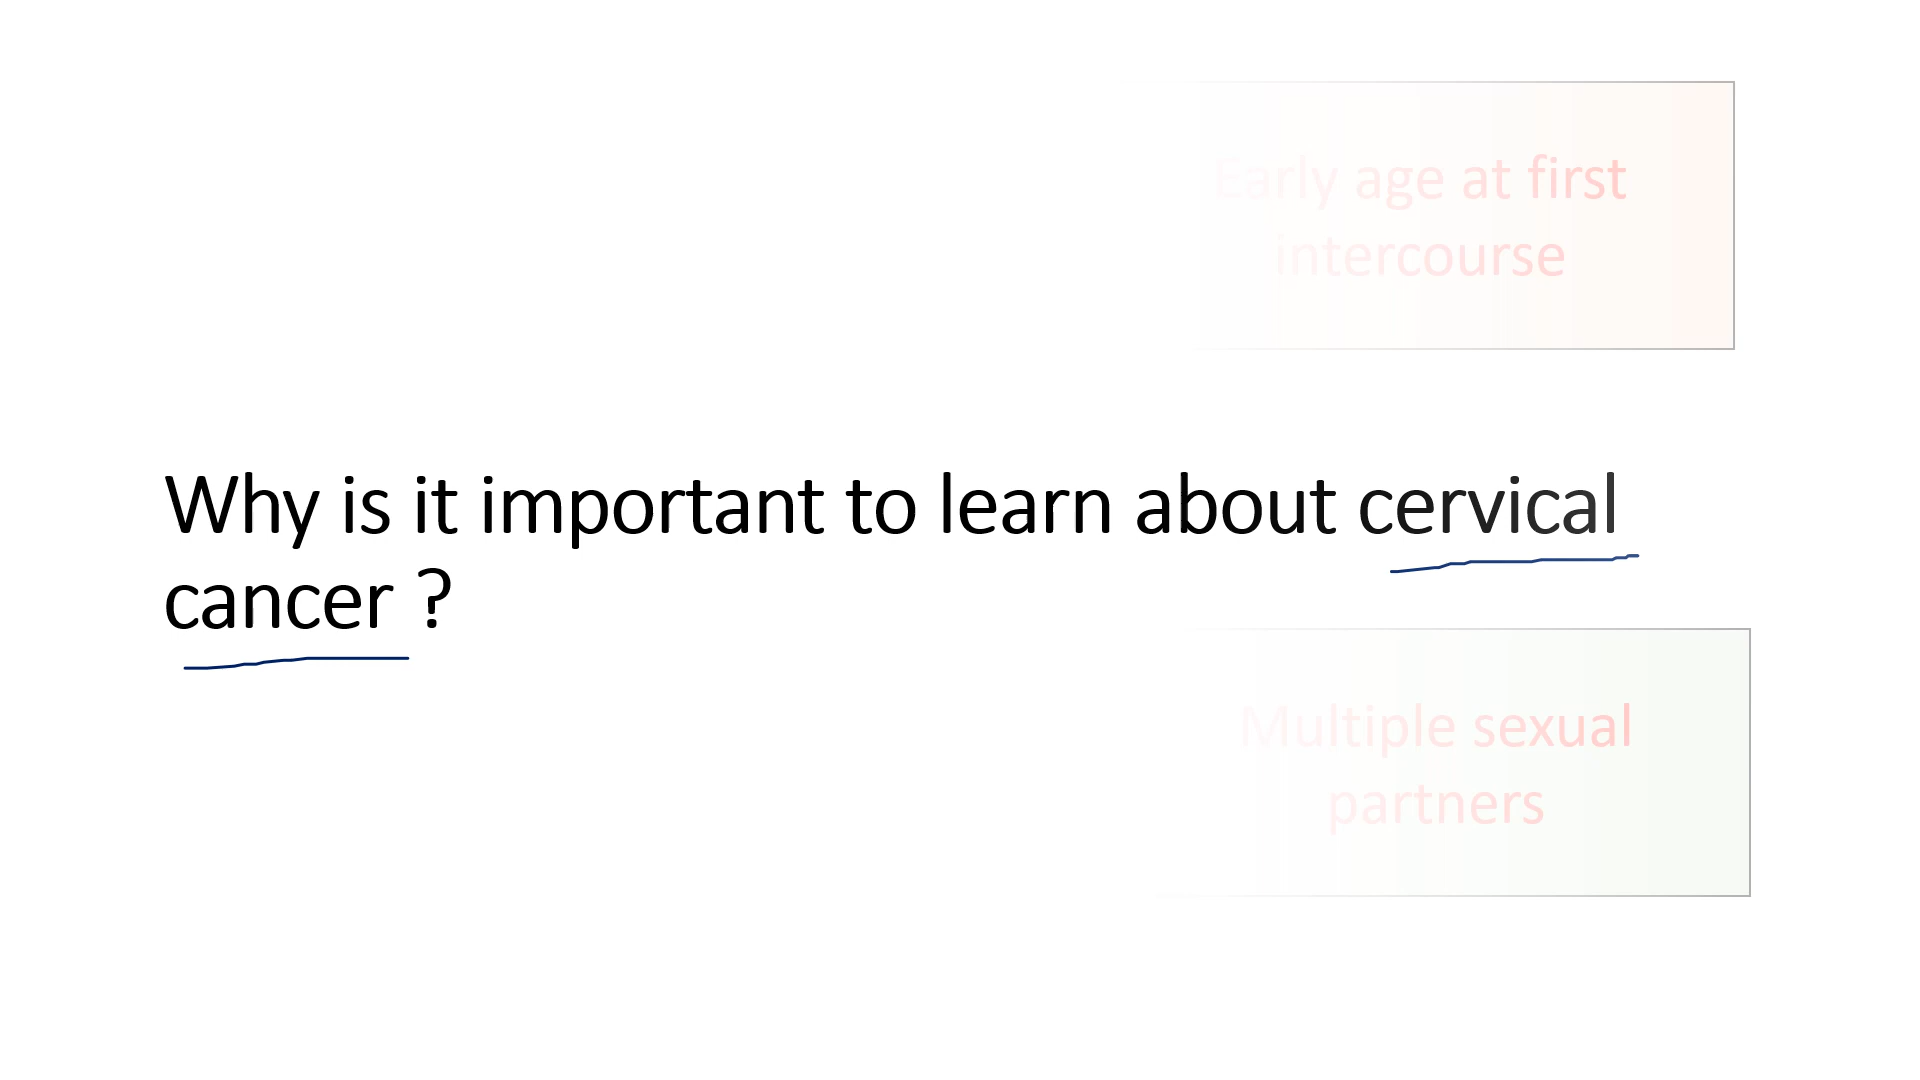 Early age at first
intercourse
Why is it important to learn about cervical
cancer ?
Multiple sexual
partners